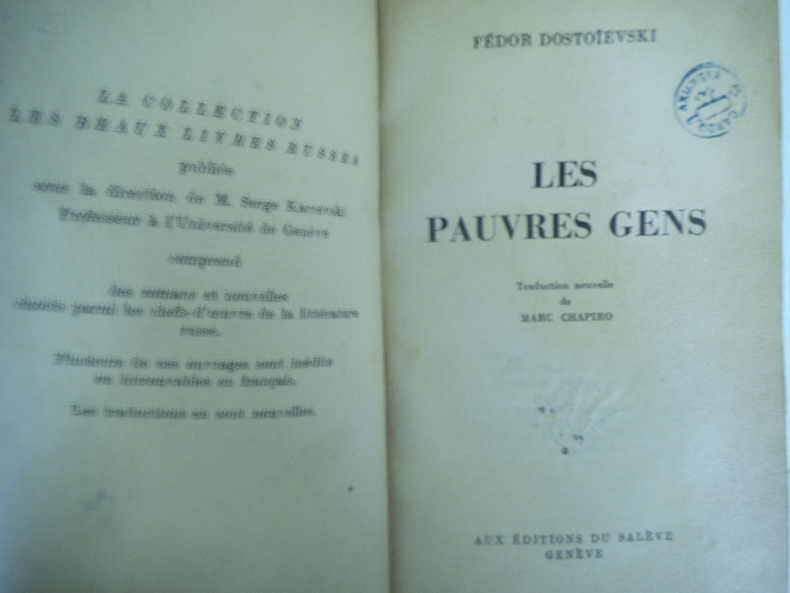 LA COLLECTION
LES BEAUX LIVRES RUSSES
publiée
sous la direction de M. Serge Karcevski
Professeur à l'Université de Genève
comprend
des romans et nouvelles
choisis parmi les chefs-d'œuvre de la littérature
russe.
Plusieurs de ces ouvrages sont inédits
ou introuvables en français.
Les traductions en sont nouvelles.
FÉDOR DOSTOÏEVSKI
LES
PAUVRES GENS
Traduction nouvelle
de
MARC CHAPIRO
AUX ÉDITIONS DU SALÈVE
GENÈVE